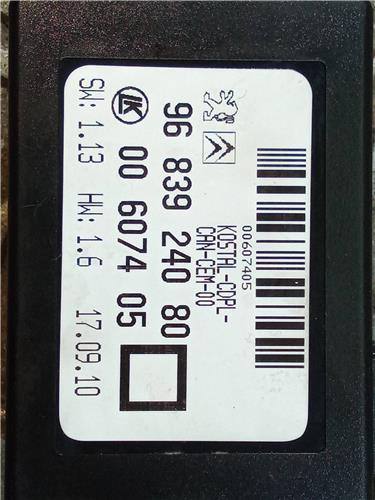 00607405
KOSTAL-CDPL-
CAN-CEM-00
96 839 240 80
00 6074 05
SW: 1.13 HW: 1.6 17.09.10